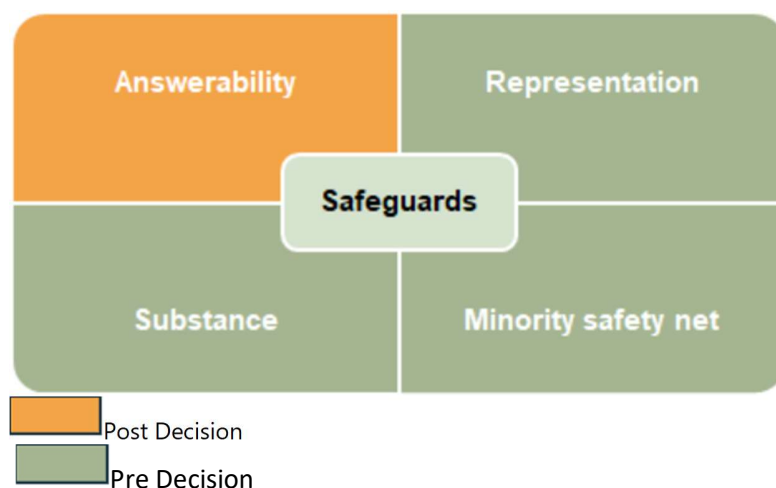 Answerability
Representation
Safeguards
Substance
Minority safety net
Post Decision
Pre Decision